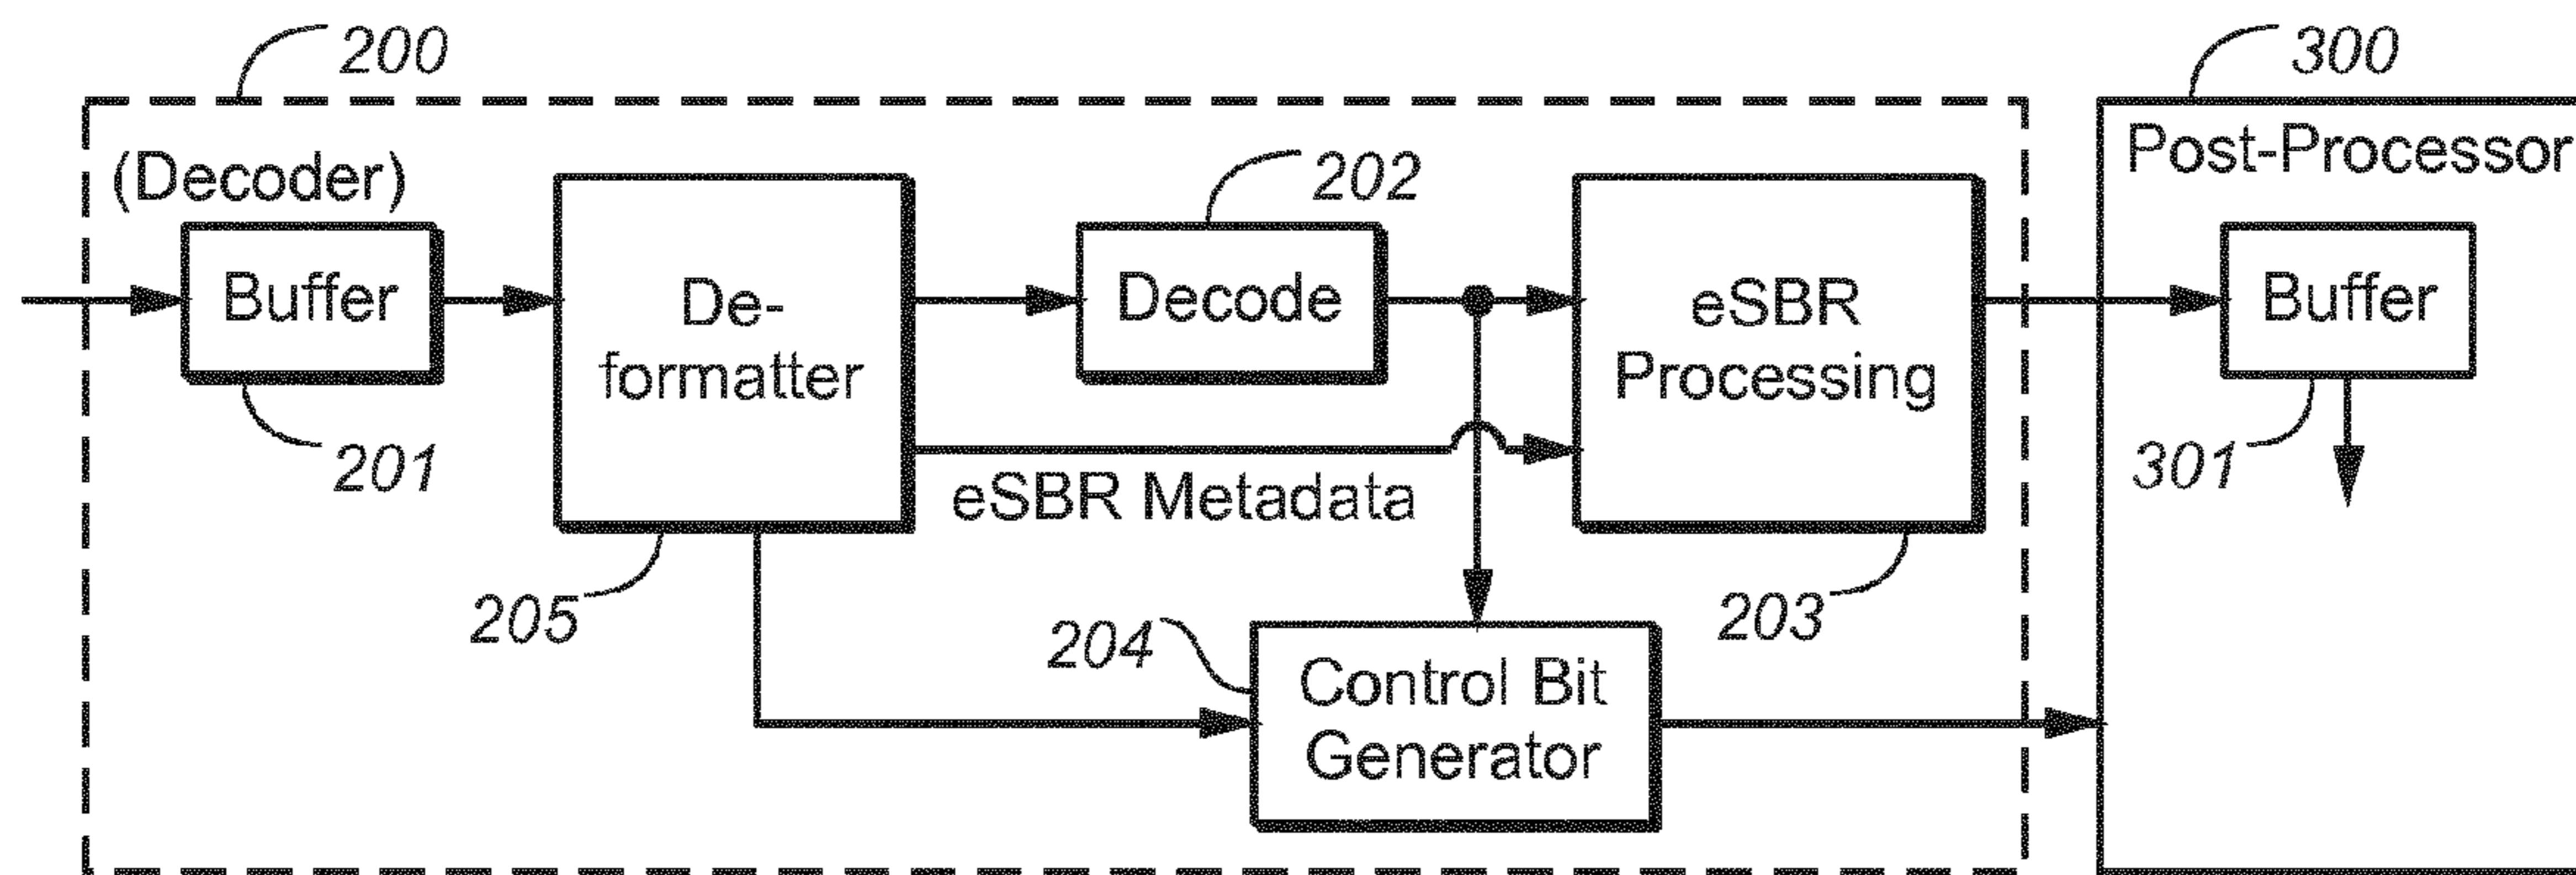 200
300
(Decoder)
Post-Processor
202
Buffer
De-
formatter
Decode
eSBR
Processing
Buffer
201
eSBR Metadata
301
205
204
203
Control Bit
Generator